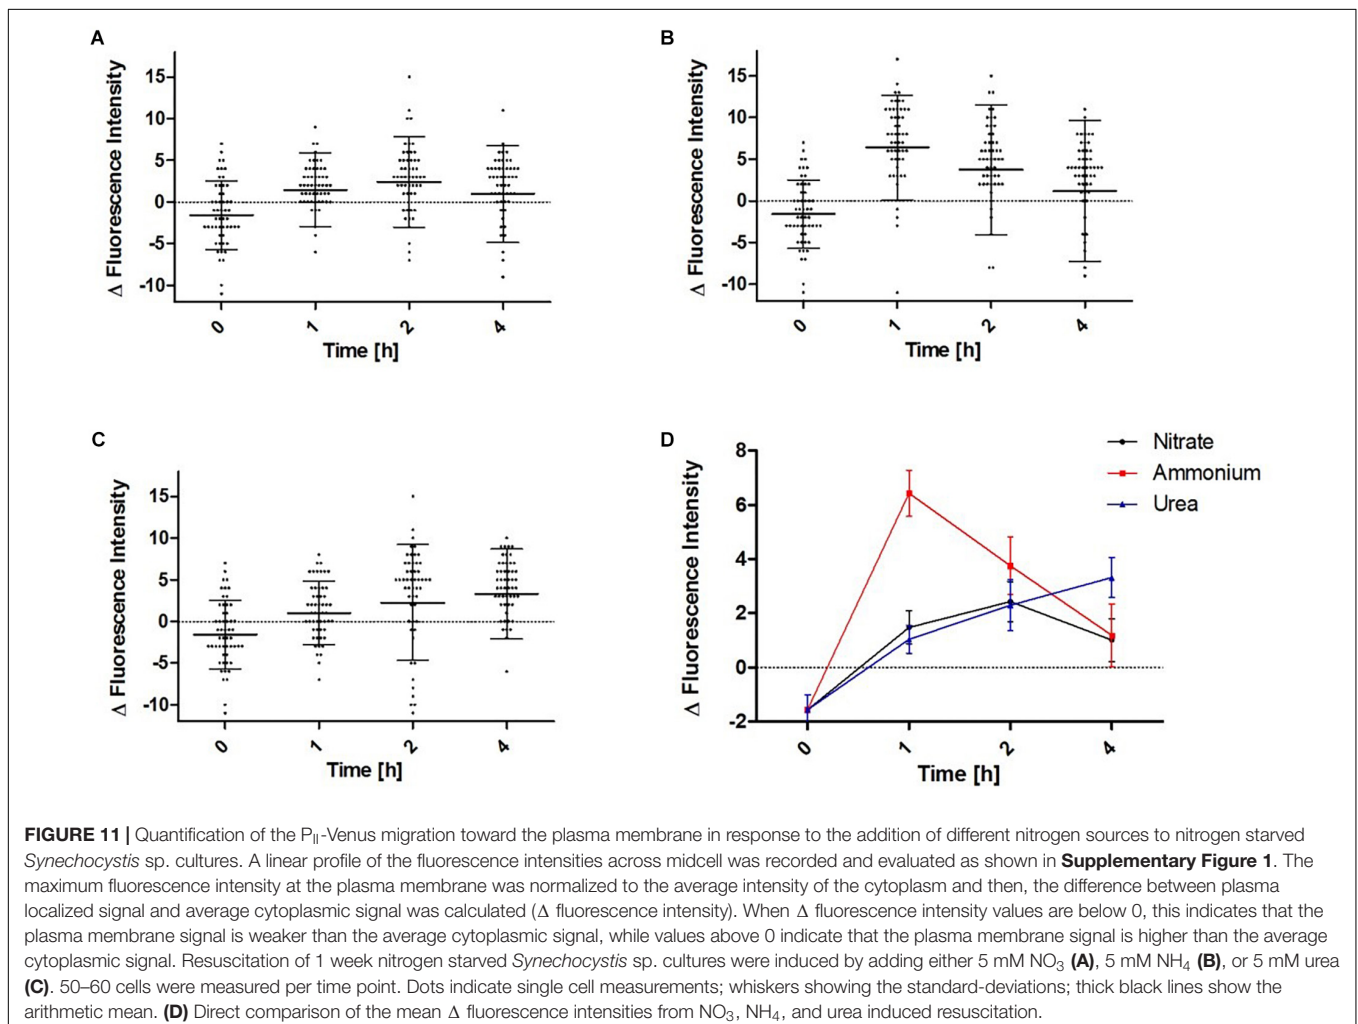 A
Δ Fluorescence Intensity
15
10
5
0
-5
-10
0
1
2
4
Time [h]
B
Δ Fluorescence Intensity
15
10
5
0
-5
-10
0
1
2
4
Time [h]
C
Δ Fluorescence Intensity
15
10
5
0
-5
-10
0
1
2
4
Time [h]
D
Δ Fluorescence Intensity
8
6
4
2
0
-2
0
1
2
4
Time [h]
Nitrate
Ammonium
Urea
FIGURE 11 | Quantification of the PII-Venus migration toward the plasma membrane in response to the addition of different nitrogen sources to nitrogen starved
Synechocystis sp. cultures. A linear profile of the fluorescence intensities across midcell was recorded and evaluated as shown in Supplementary Figure 1. The
maximum fluorescence intensity at the plasma membrane was normalized to the average intensity of the cytoplasm and then, the difference between plasma
localized signal and average cytoplasmic signal was calculated (Δ fluorescence intensity). When Δ fluorescence intensity values are below 0, this indicates that the
plasma membrane signal is weaker than the average cytoplasmic signal, while values above 0 indicate that the plasma membrane signal is higher than the average
cytoplasmic signal. Resuscitation of 1 week nitrogen starved Synechocystis sp. cultures were induced by adding either 5 mM NO3 (A), 5 mM NH4 (B), or 5 mM urea
(C). 50–60 cells were measured per time point. Dots indicate single cell measurements; whiskers showing the standard-deviations; thick black lines show the
arithmetic mean. (D) Direct comparison of the mean Δ fluorescence intensities from NO3, NH4, and urea induced resuscitation.